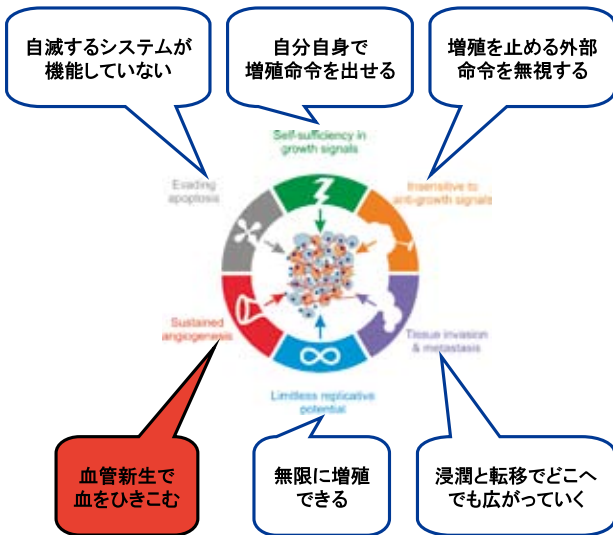 自滅するシステムが
機能していない
自分自身で
増殖命令を出せる
増殖を止める外部
命令を無視する
Self-sufficiency in
growth signals
Evading
apoptosis
Insensitive to
anti-growth signals
Sustained
angiogenesis
Tissue invasion
& metastasis
Limitless replicative
potential
血管新生で
血をひきこむ
無限に増殖
できる
浸潤と転移でどこへ
でも広がっていく